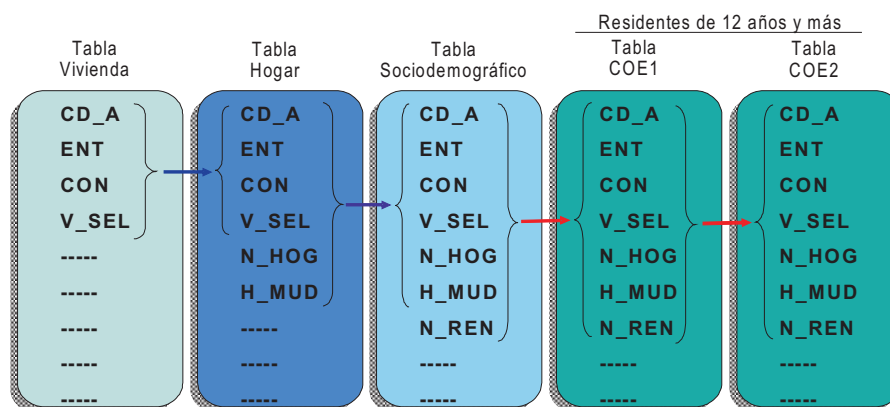 Residentes de 12 años y más
Tabla
Vivienda
Tabla
Hogar
Tabla
Sociodemográfico
Tabla
COE1
Tabla
COE2
CD_A
ENT
CON
V_SEL
-----
-----
-----
-----
-----
CD_A
ENT
CON
V_SEL
N_HOG
H_MUD
-----
-----
-----
CD_A
ENT
CON
V_SEL
N_HOG
H_MUD
N_REN
-----
-----
CD_A
ENT
CON
V_SEL
N_HOG
H_MUD
N_REN
-----
-----
CD_A
ENT
CON
V_SEL
N_HOG
H_MUD
N_REN
-----
-----